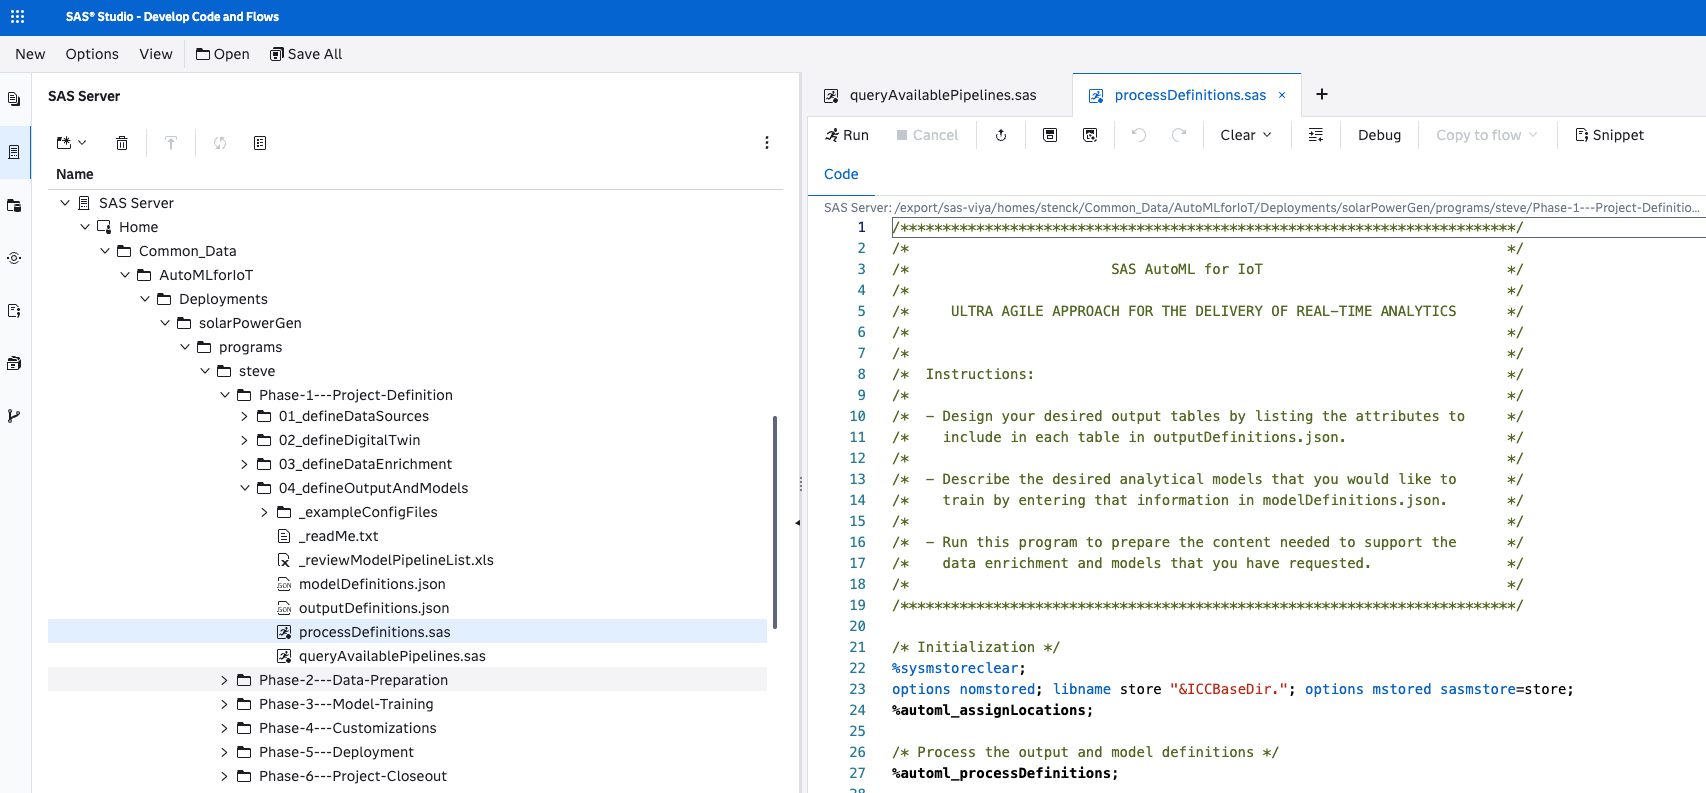 SAS® Studio - Develop Code and Flows
New Options View Open Save All
SAS Server
Name
SAS Server
Home
Common_Data
AutoMLforIoT
Deployments
solarPowerGen
programs
steve
Phase-1---Project-Definition
01_defineDataSources
02_defineDigitalTwin
03_defineDataEnrichment
04_defineOutputAndModels
_exampleConfigFiles
_readMe.txt
_reviewModelPipelineList.xls
modelDefinitions.json
outputDefinitions.json
processDefinitions.sas
queryAvailablePipelines.sas
Phase-2---Data-Preparation
Phase-3---Model-Training
Phase-4---Customizations
Phase-5---Deployment
Phase-6---Project-Closeout
queryAvailablePipelines.sas processDefinitions.sas × +
Run Cancel Clear Debug Copy to flow Snippet
Code
SAS Server: /export/sas-viya/homes/stenck/Common_Data/AutoMLforIoT/Deployments/solarPowerGen/programs/steve/Phase-1---Project-Definitio...
1 /*************************************************************************/
2 /* */
3 /* SAS AutoML for IoT */
4 /* */
5 /* ULTRA AGILE APPROACH FOR THE DELIVERY OF REAL-TIME ANALYTICS */
6 /* */
7 /* */
8 /* Instructions: */
9 /* */
10 /* - Design your desired output tables by listing the attributes to */
11 /* include in each table in outputDefinitions.json. */
12 /* */
13 /* - Describe the desired analytical models that you would like to */
14 /* train by entering that information in modelDefinitions.json. */
15 /* */
16 /* - Run this program to prepare the content needed to support the */
17 /* data enrichment and models that you have requested. */
18 /* */
19 /*************************************************************************/
20
21 /* Initialization */
22 %sysmstoreclear;
23 options nomstored; libname store "&ICCBaseDir."; options mstored sasmstore=store;
24 %automl_assignLocations;
25
26 /* Process the output and model definitions */
27 %automl_processDefinitions;